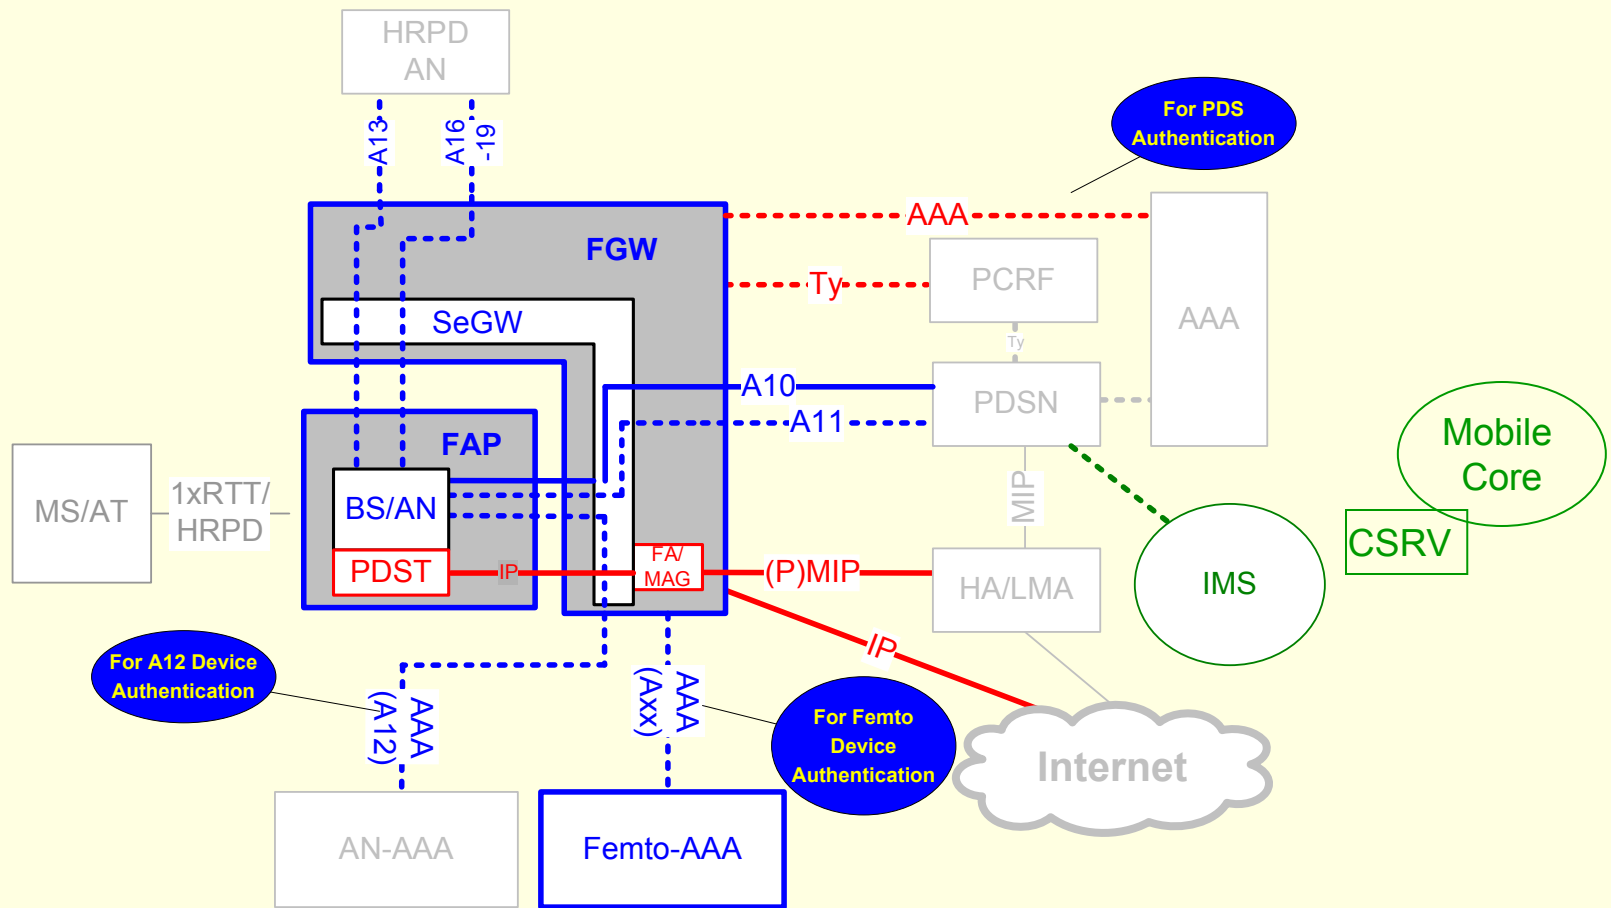 HRPD
AN
A13
A16
-19
For PDS
Authentication
FGW
AAA
Ty
PCRF
AAA
SeGW
Ty
A10
A11
PDSN
FAP
Mobile
Core
MS/AT
1xRTT/
HRPD
BS/AN
MIP
CSRV
PDST
IP
FA/
MAG
(P)MIP
HA/LMA
IMS
IP
For A12 Device
Authentication
AAA
(A12)
AAA
(Axx)
For Femto
Device
Authentication
Internet
AN-AAA
Femto-AAA